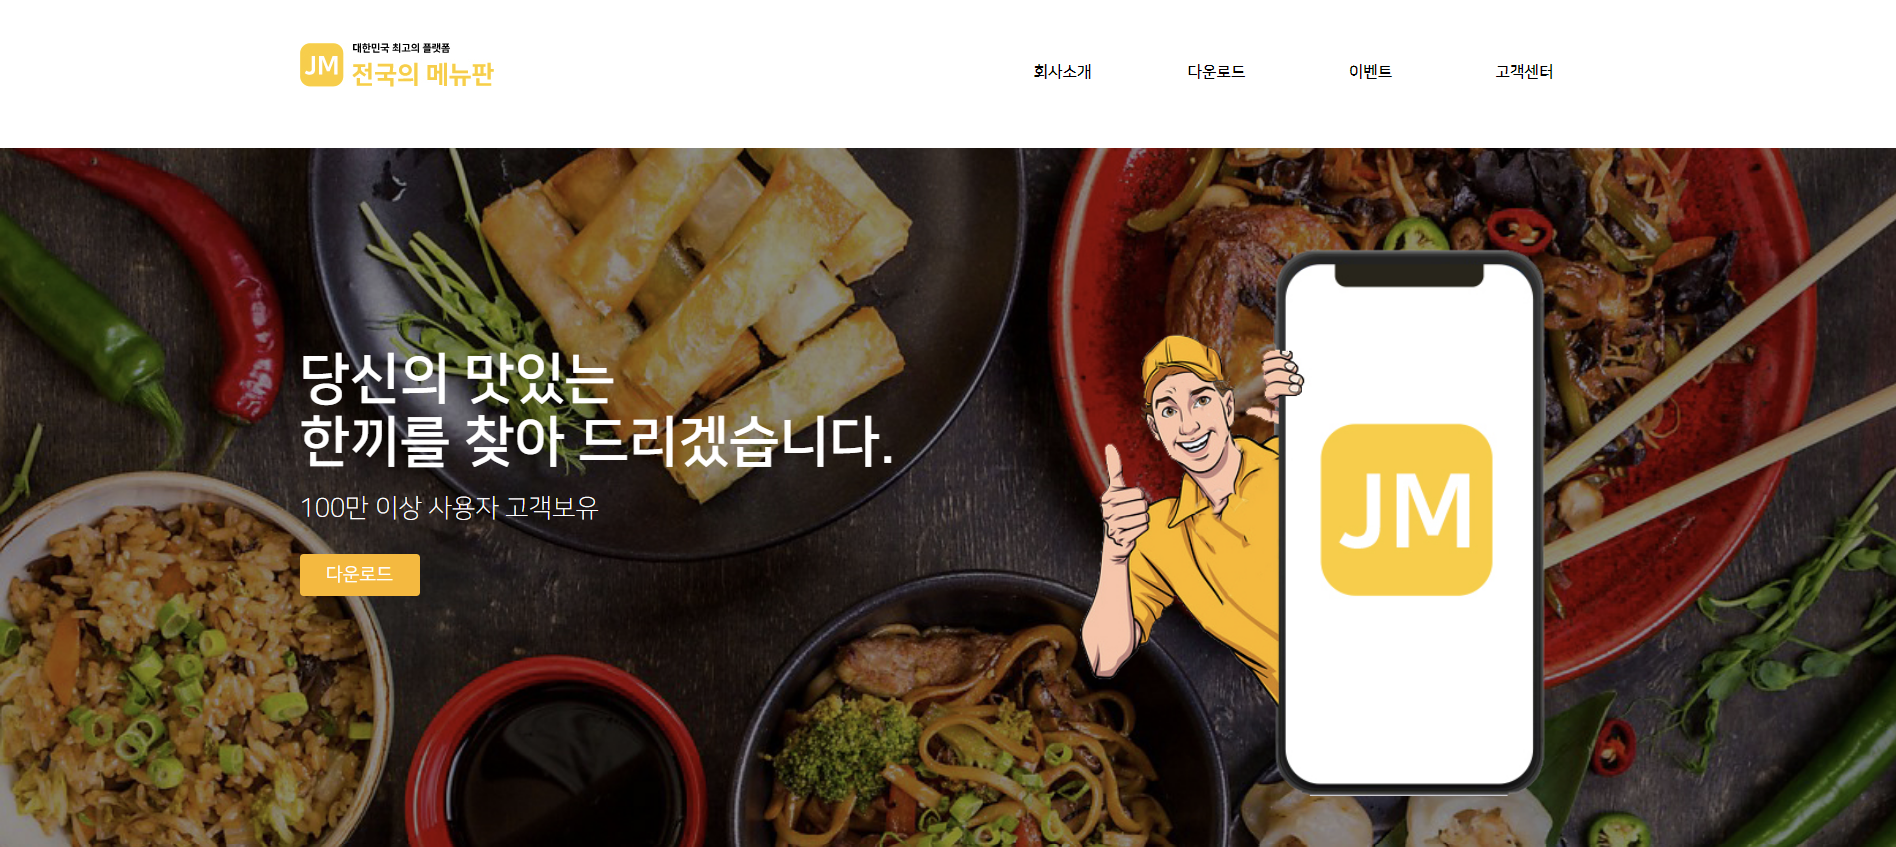 JM
대한민국 최고의 플랫폼
전국의 메뉴판
회사소개 다운로드 이벤트 고객센터
당신의 맛있는
한끼를 찾아 드리겠습니다.
100만 이상 사용자 고객보유
다운로드
JM